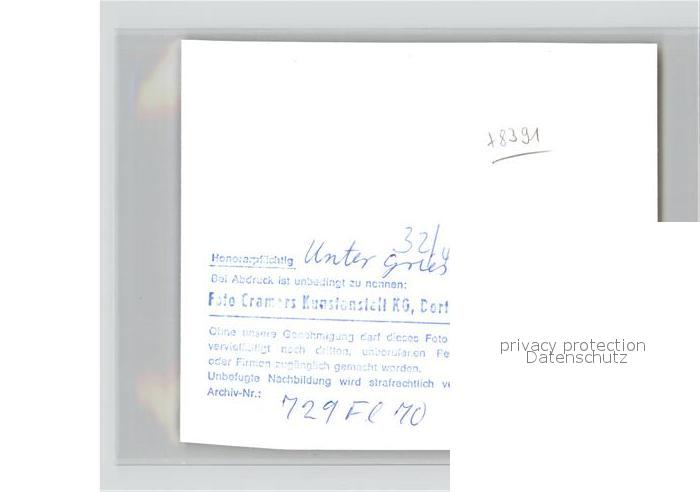 78391
32/4
Honorarpflichtig Unter gries
Bei Abdruck ist unbedingt zu nennen:
Foto Cramers Kunstanstalt KG, Dort
Ohne unsere Genehmigung darf dieses Foto
vervielfältigt noch dritten, unberufenen Pe
oder Firmen zugänglich gemacht worden.
Unbefugte Nachbildung wird strafrechtlich ve
Archiv-Nr.: 729 Fl 70
privacy protection
Datenschutz